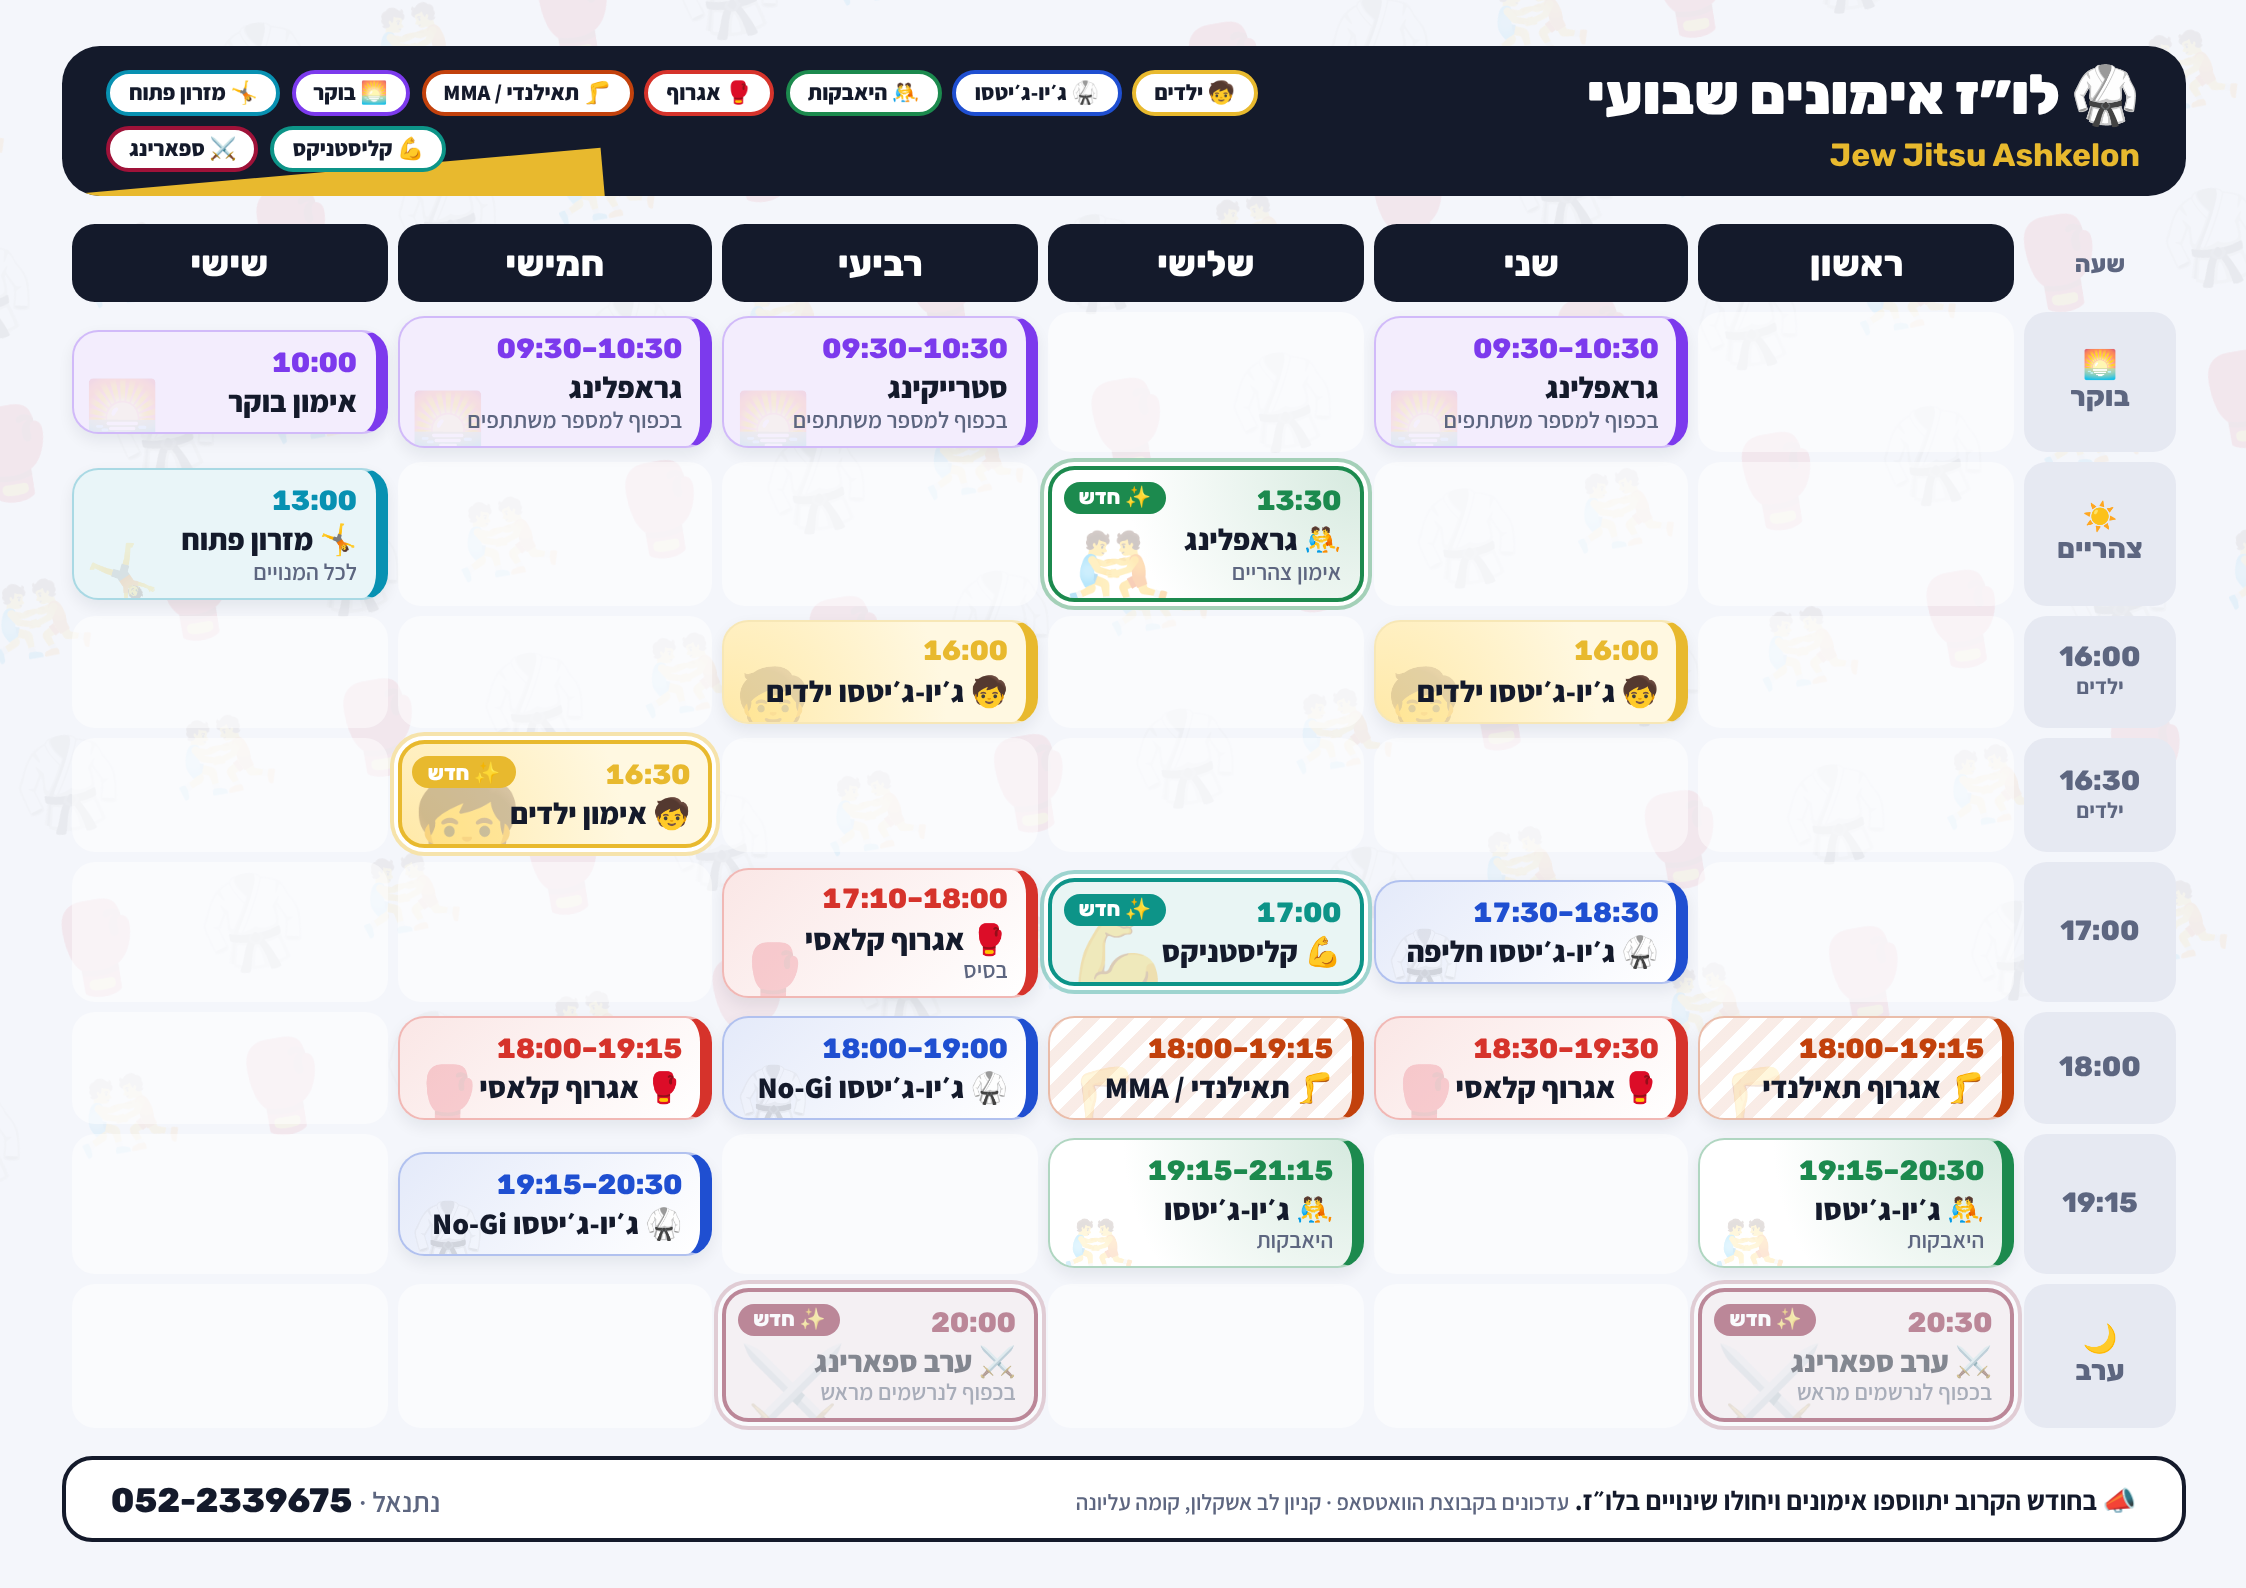 לו״ז אימונים שבועי
Jew Jitsu Ashkelon
ילדים
ג׳יו-ג׳יטסו
היאבקות
אגרוף
תאילנדי / MMA
בוקר
מזרון פתוח
קליסטניקס
ספארינג
שעה
ראשון
שני
שלישי
רביעי
חמישי
שישי
בוקר
09:30–10:30
גראפלינג
בכפוף למספר משתתפים
09:30–10:30
סטרייקינג
בכפוף למספר משתתפים
09:30–10:30
גראפלינג
בכפוף למספר משתתפים
10:00
אימון בוקר
צהריים
13:30
חדש
גראפלינג
אימון צהריים
13:00
מזרון פתוח
לכל המנויים
16:00
ילדים
16:00
ג׳יו-ג׳יטסו ילדים
16:00
ג׳יו-ג׳יטסו ילדים
16:30
ילדים
16:30
חדש
אימון ילדים
17:00
17:30–18:30
ג׳יו-ג׳יטסו חליפה
17:00
חדש
קליסטניקס
17:10–18:00
אגרוף קלאסי
בסיס
18:00
18:00–19:15
אגרוף תאילנדי
18:30–19:30
אגרוף קלאסי
18:00–19:15
תאילנדי / MMA
18:00–19:00
ג׳יו-ג׳יטסו No-Gi
18:00–19:15
אגרוף קלאסי
19:15
19:15–20:30
ג׳יו-ג׳יטסו
היאבקות
19:15–21:15
ג׳יו-ג׳יטסו
היאבקות
19:15–20:30
ג׳יו-ג׳יטסו No-Gi
ערב
20:30
חדש
ערב ספארינג
בכפוף לנרשמים מראש
20:00
חדש
ערב ספארינג
בכפוף לנרשמים מראש
בחודש הקרוב יתווספו אימונים ויחולו שינויים בלו״ז. עדכונים בקבוצת הוואטסאפ · קניון לב אשקלון, קומה עליונה
נתנאל · 052-2339675